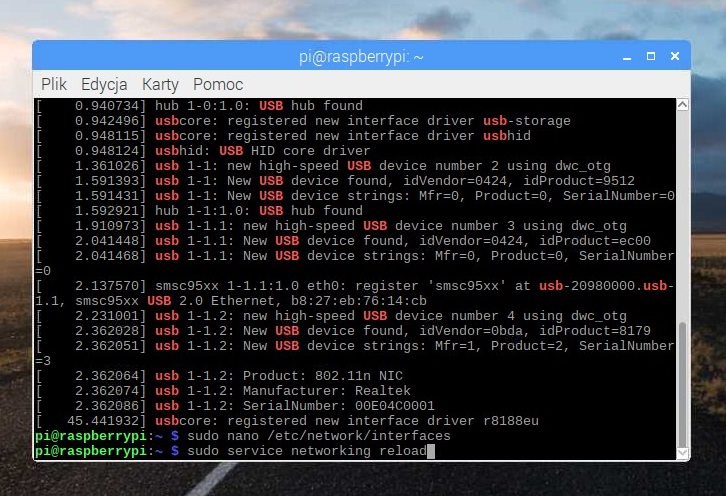 pi@raspberrypi: ~
Plik Edycja Karty Pomoc
[    0.940734] hub 1-0:1.0: USB hub found
[    0.942496] usbcore: registered new interface driver usb-storage
[    0.948115] usbcore: registered new interface driver usbhid
[    0.948124] usbhid: USB HID core driver
[    1.361026] usb 1-1: new high-speed USB device number 2 using dwc_otg
[    1.591393] usb 1-1: New USB device found, idVendor=0424, idProduct=9512
[    1.591431] usb 1-1: New USB device strings: Mfr=0, Product=0, SerialNumber=0
[    1.592921] hub 1-1:1.0: USB hub found
[    1.910973] usb 1-1.1: new high-speed USB device number 3 using dwc_otg
[    2.041448] usb 1-1.1: New USB device found, idVendor=0424, idProduct=ec00
[    2.041468] usb 1-1.1: New USB device strings: Mfr=0, Product=0, SerialNumber
=0
[    2.137570] smsc95xx 1-1.1:1.0 eth0: register 'smsc95xx' at usb-20980000.usb-
1.1, smsc95xx USB 2.0 Ethernet, b8:27:eb:76:14:cb
[    2.231001] usb 1-1.2: new high-speed USB device number 4 using dwc_otg
[    2.362028] usb 1-1.2: New USB device found, idVendor=0bda, idProduct=8179
[    2.362051] usb 1-1.2: New USB device strings: Mfr=1, Product=2, SerialNumber
=3
[    2.362064] usb 1-1.2: Product: 802.11n NIC
[    2.362074] usb 1-1.2: Manufacturer: Realtek
[    2.362086] usb 1-1.2: SerialNumber: 00E04C0001
[   45.441932] usbcore: registered new interface driver r8188eu
pi@raspberrypi:~ $ sudo nano /etc/network/interfaces
pi@raspberrypi:~ $ sudo service networking reload